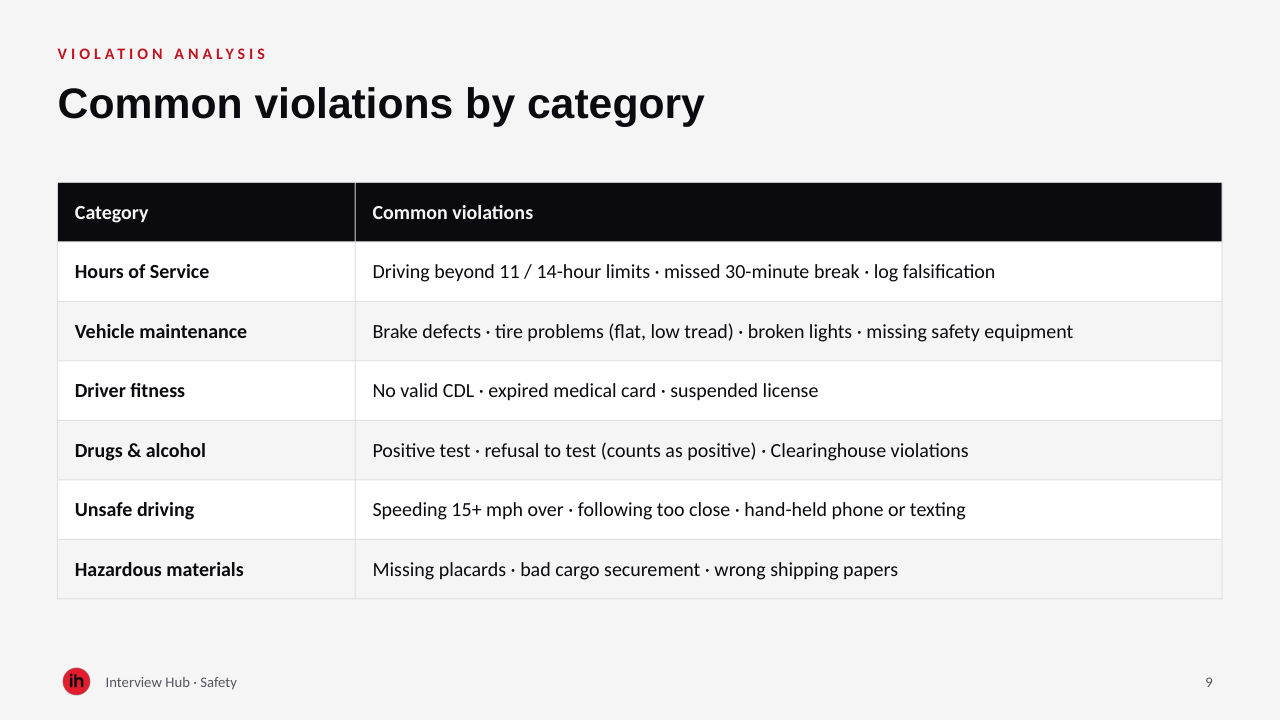 VIOLATION ANALYSIS
Common violations by category
Category
Common violations
Hours of Service
Driving beyond 11 / 14-hour limits · missed 30-minute break · log falsification
Vehicle maintenance
Brake defects · tire problems (flat, low tread) · broken lights · missing safety equipment
Driver fitness
No valid CDL · expired medical card · suspended license
Drugs & alcohol
Positive test · refusal to test (counts as positive) · Clearinghouse violations
Unsafe driving
Speeding 15+ mph over · following too close · hand-held phone or texting
Hazardous materials
Missing placards · bad cargo securement · wrong shipping papers
ih
Interview Hub · Safety
9